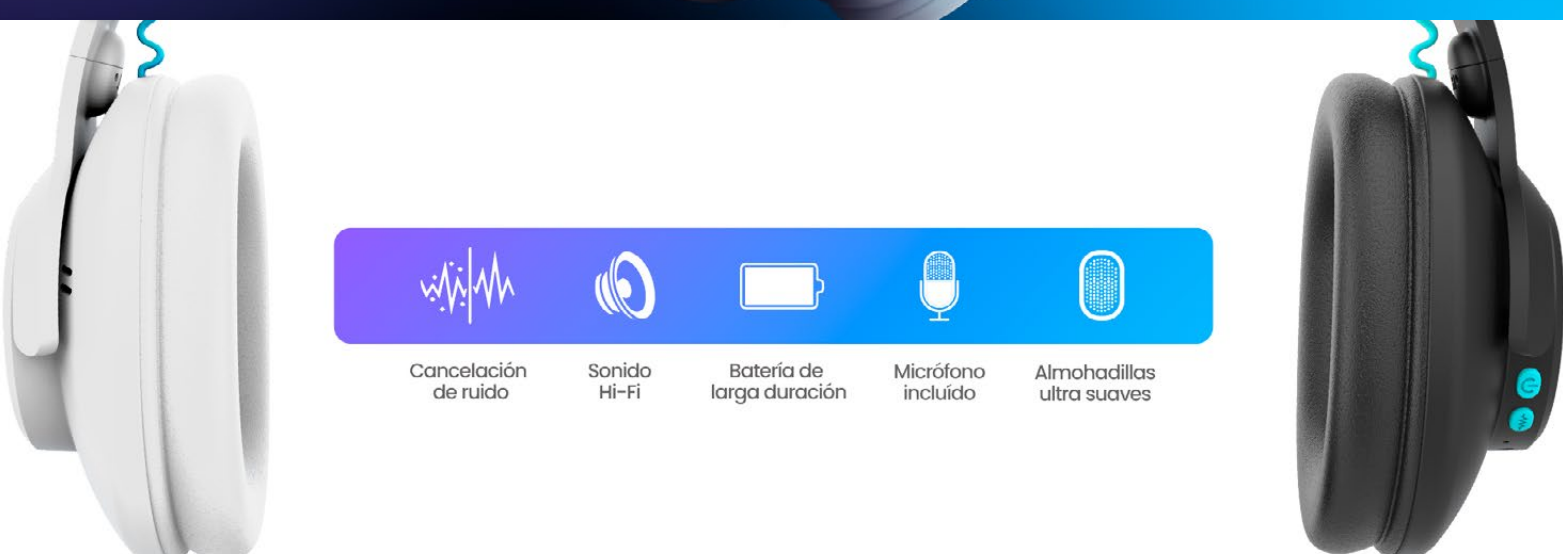 Cancelación
de ruido
Sonido
Hi-Fi
Batería de
larga duración
Micrófono
incluído
Almohadillas
ultra suaves